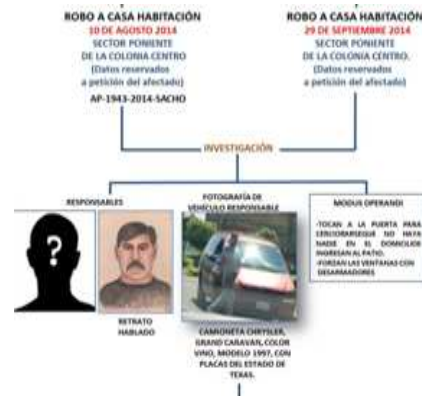 ROBO A CASA HABITACIÓN
10 DE AGOSTO 2014
SECTOR PONIENTE
DE LA COLONIA CENTRO
(Datos reservados
a petición del afectado)
AP-1943-2014-SACHO
ROBO A CASA HABITACIÓN
29 DE SEPTIEMPRE 2014
SECTOR PONIENTE
DE LA COLONIA CENTRO.
(Datos reservados
a petición del afectado)
INVESTIGACIÓN
RESPONSABLES
?
RETRATO
HABLADO
FOTOGRAFÍA DE
VEHÍCULO RESPONSABLE
CAMIONETA CHRYSLER,
GRAND CARAVAN, COLOR
VINO, MODELO 1997, CON
PLACAS DEL ESTADO DE
TEXAS.
MODUS OPERANDI
-TOCAN A LA PUERTA PARA
QUE NO HAYA
NADIE EN EL DOMICILIO
INGRESAN AL PATIO.
-FORZAN LAS VENTANAS CON
DESARMADORES